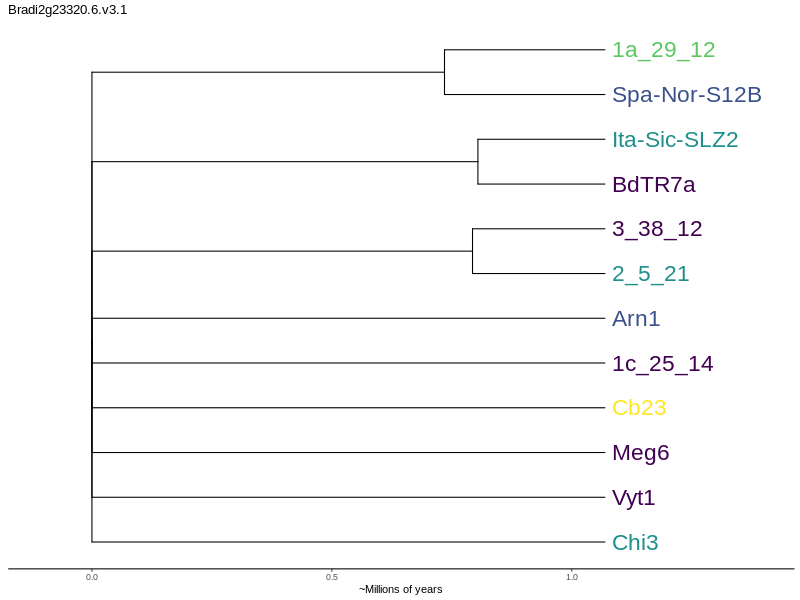 Bradi2g23320.6.v3.1
1a_29_12
Spa-Nor-S12B
Ita-Sic-SLZ2
BdTR7a
3_38_12
2_5_21
Arn1
1c_25_14
Cb23
Meg6
Vyt1
Chi3
0.0 0.5 1.0
~Millions of years